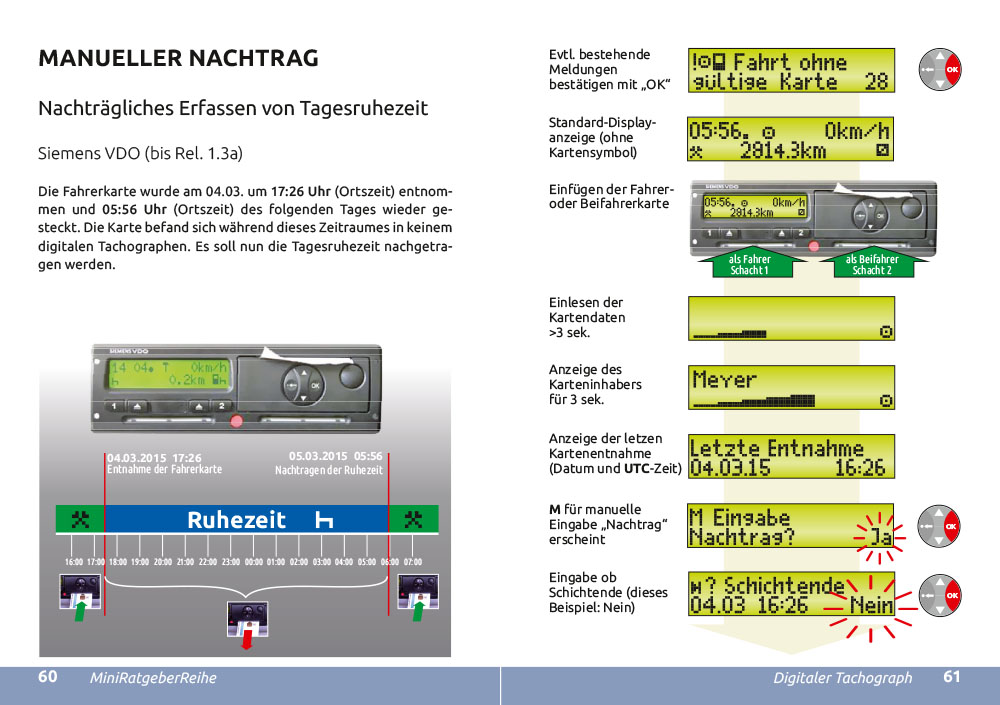 MANUELLER NACHTRAG
Nachträgliches Erfassen von Tagesruhezeit
Siemens VDO (bis Rel. 1.3a)
Die Fahrerkarte wurde am 04.03. um 17:26 Uhr (Ortszeit) entnom-
men und 05:56 Uhr (Ortszeit) des folgenden Tages wieder ge-
steckt. Die Karte befand sich während dieses Zeitraumes in keinem
digitalen Tachographen. Es soll nun die Tagesruhezeit nachgetra-
gen werden.
SIEMENS VDO
14 04. 0km/h
0.2km
1 2
OK
04.03.2015 17:26
Entnahme der Fahrerkarte
05.03.2015 05:56
Nachtragen der Ruhezeit
Ruhezeit
16:00 17:00 18:00 19:00 20:00 21:00 22:00 23:00 00:00 01:00 02:00 03:00 04:00 05:00 06:00 07:00
60 MiniRatgeberReihe
Evtl. bestehende
Meldungen
bestätigen mit „OK“
! Fahrt ohne
gültige Karte 28
OK
Standard-Display-
anzeige (ohne
Kartensymbol)
05:56. 0km/h
2914.3km
Einfügen der Fahrer-
oder Beifahrerkarte
SIEMENS VDO
05:56. 0km/h
2914.3km
1 2
OK
als Fahrer
Schacht 1
als Beifahrer
Schacht 2
Einlesen der
Kartendaten
>3 sek.
Anzeige des
Karteninhabers
für 3 sek.
Meyer
Anzeige der letzen
Kartenentnahme
(Datum und UTC-Zeit)
Letzte Entnahme
04.03.15 16:26
M für manuelle
Eingabe „Nachtrag“
erscheint
M Eingabe
Nachtrag? Ja
OK
Eingabe ob
Schichtende (dieses
Beispiel: Nein)
? Schichtende
04.03 16:26 Nein
OK
Digitaler Tachograph 61